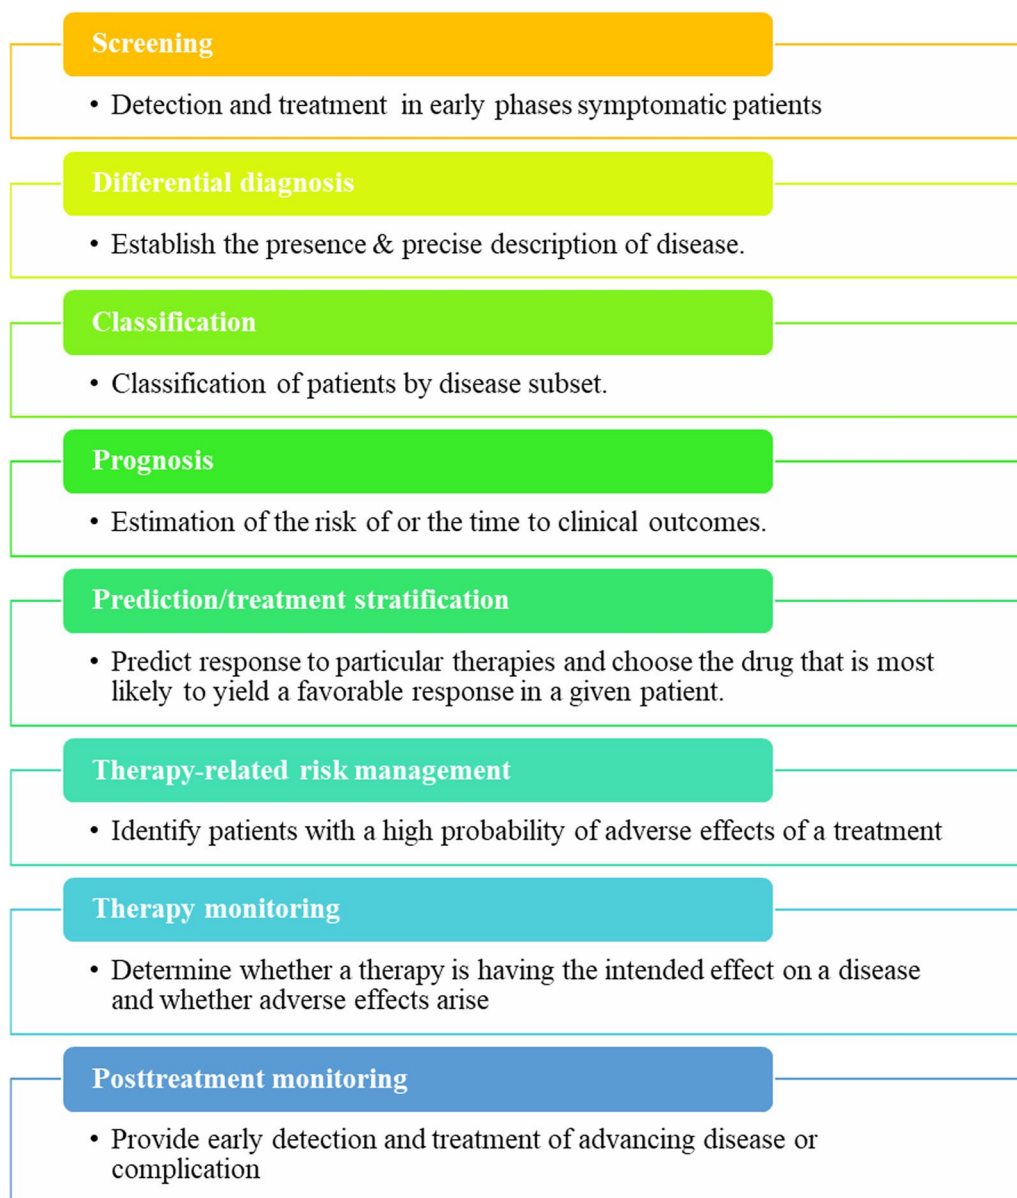 Screening
• Detection and treatment in early phases symptomatic patients
Differential diagnosis
• Establish the presence & precise description of disease.
Classification
• Classification of patients by disease subset.
Prognosis
• Estimation of the risk of or the time to clinical outcomes.
Prediction/treatment stratification
• Predict response to particular therapies and choose the drug that is most
likely to yield a favorable response in a given patient.
Therapy-related risk management
• Identify patients with a high probability of adverse effects of a treatment
Therapy monitoring
• Determine whether a therapy is having the intended effect on a disease
and whether adverse effects arise
Posttreatment monitoring
• Provide early detection and treatment of advancing disease or
complication